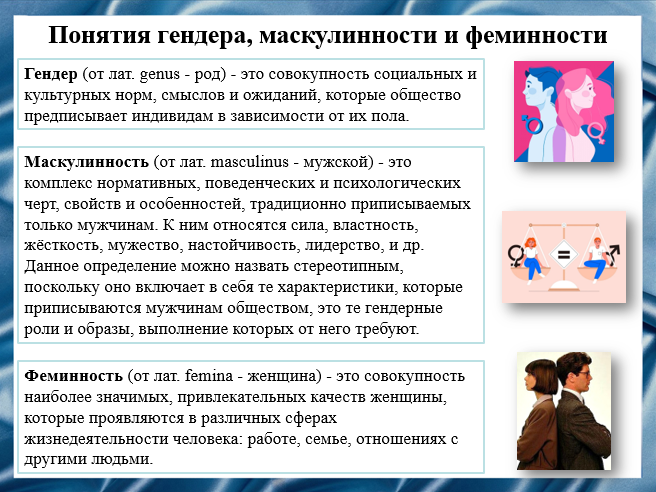 Понятия гендера, маскулинности и феминности
Гендер (от лат. genus - род) - это совокупность социальных и
культурных норм, смыслов и ожиданий, которые общество
предписывает индивидам в зависимости от их пола.
Маскулинность (от лат. masculinus - мужской) - это
комплекс нормативных, поведенческих и психологических
черт, свойств и особенностей, традиционно приписываемых
только мужчинам. К ним относятся сила, властность,
жёсткость, мужество, настойчивость, лидерство, и др.
Данное определение можно назвать стереотипным,
поскольку оно включает в себя те характеристики, которые
приписываются мужчинам обществом, это те гендерные
роли и образы, выполнение которых от него требуют.
Феминность (от лат. femina - женщина) - это совокупность
наиболее значимых, привлекательных качеств женщины,
которые проявляются в различных сферах
жизнедеятельности человека: работе, семье, отношениях с
другими людьми.